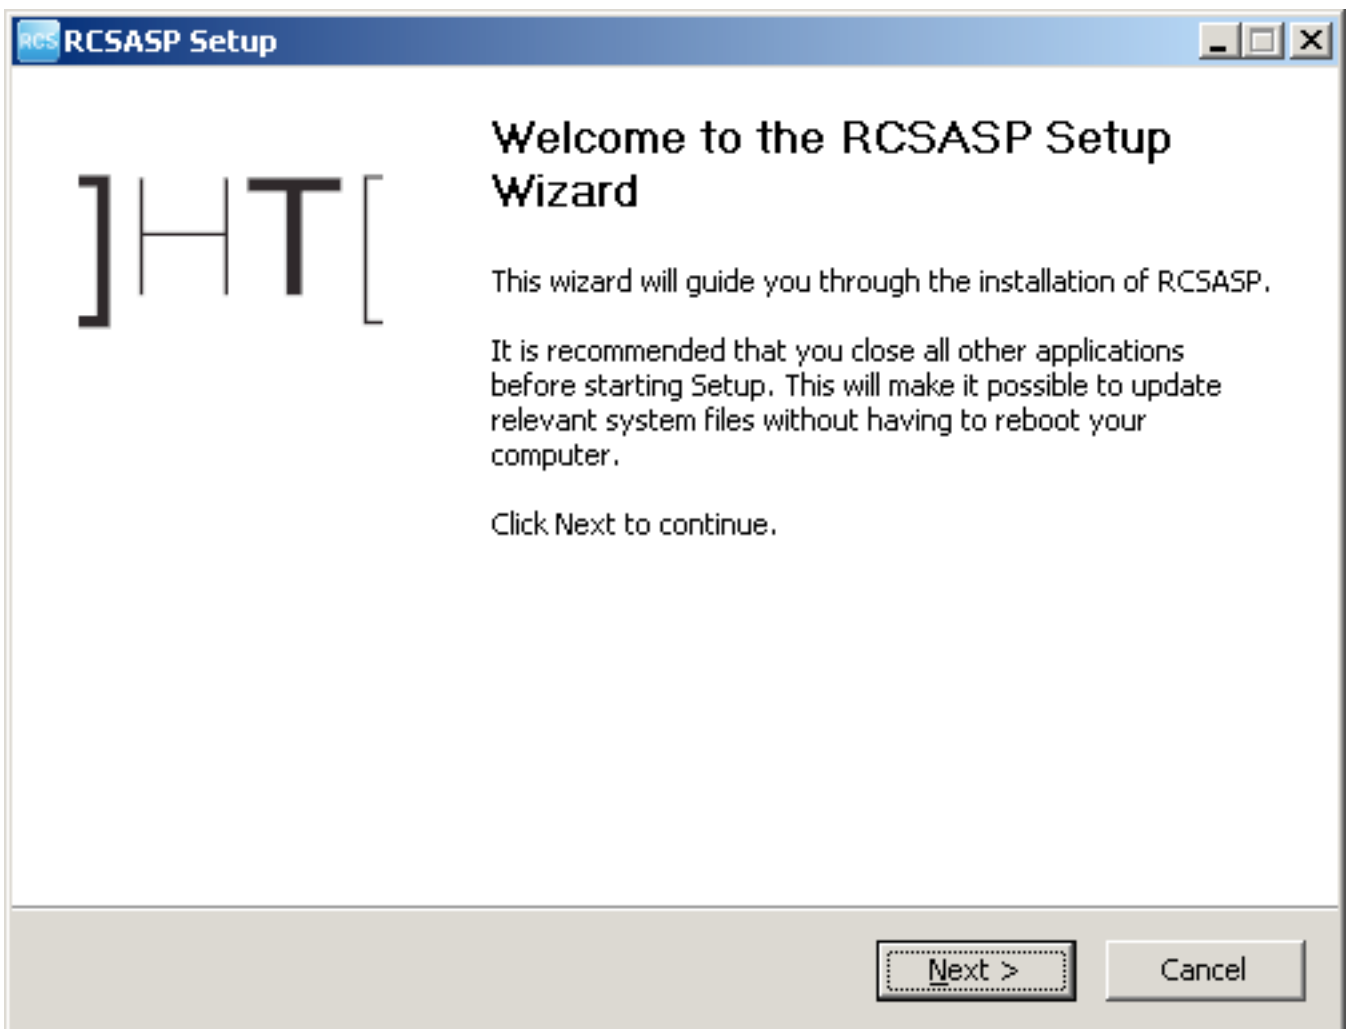 RCS RCSASP Setup
]HT[
Welcome to the RCSASP Setup
Wizard
This wizard will guide you through the installation of RCSASP.
It is recommended that you close all other applications
before starting Setup. This will make it possible to update
relevant system files without having to reboot your
computer.
Click Next to continue.
Next >
Cancel